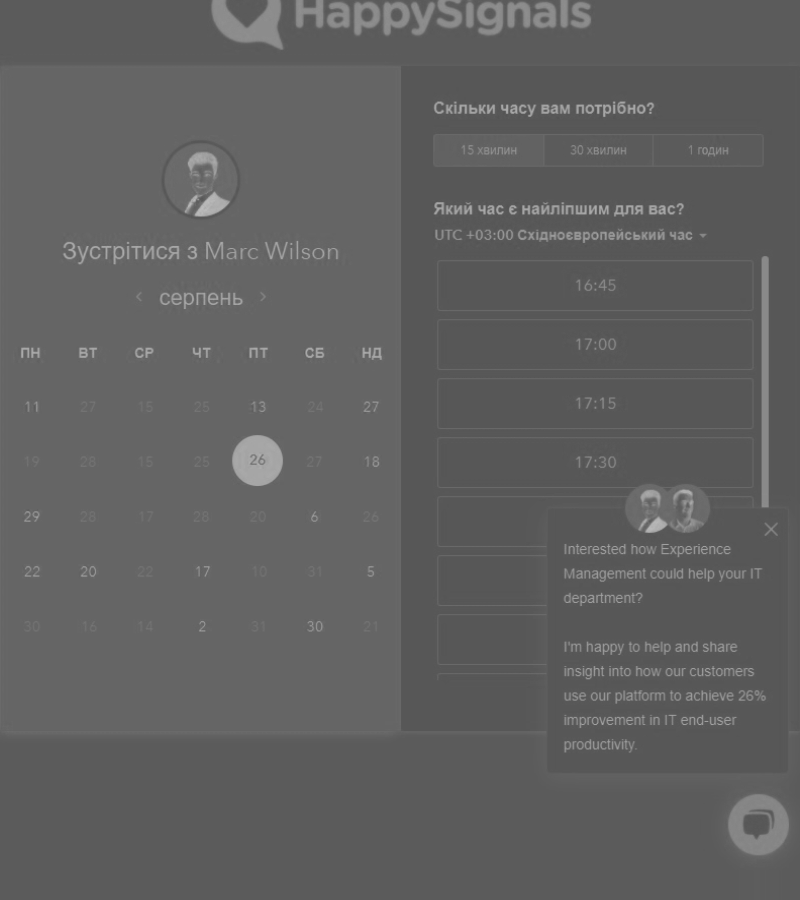 HappySignals
Зустрітися з Marc Wilson
серпень
ПН ВТ СР ЧТ ПТ СБ НД
11 27 15 25 13 24 27
19 28 15 25 26 27 18
29 28 17 28 20 6 26
22 20 22 17 10 31 5
30 16 14 2 31 30 21
Скільки часу вам потрібно?
15 хвилин 30 хвилин 1 годин
Який час є найліпшим для вас?
UTC +03:00 Східноєвропейський час
16:45
17:00
17:15
17:30
Interested how Experience
Management could help your IT
department?
I'm happy to help and share
insight into how our customers
use our platform to achieve 26%
improvement in IT end-user
productivity.